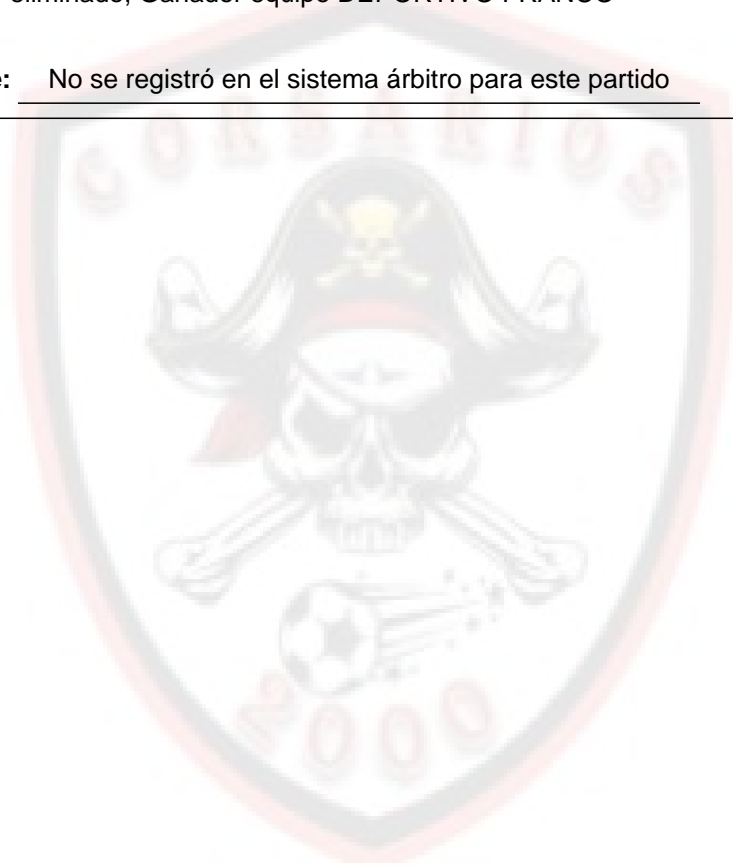 eliminado, Ganador equipo DEPORTIVO FRANCO
: No se registró en el sistema árbitro para este partido
CORSARIOS
2000